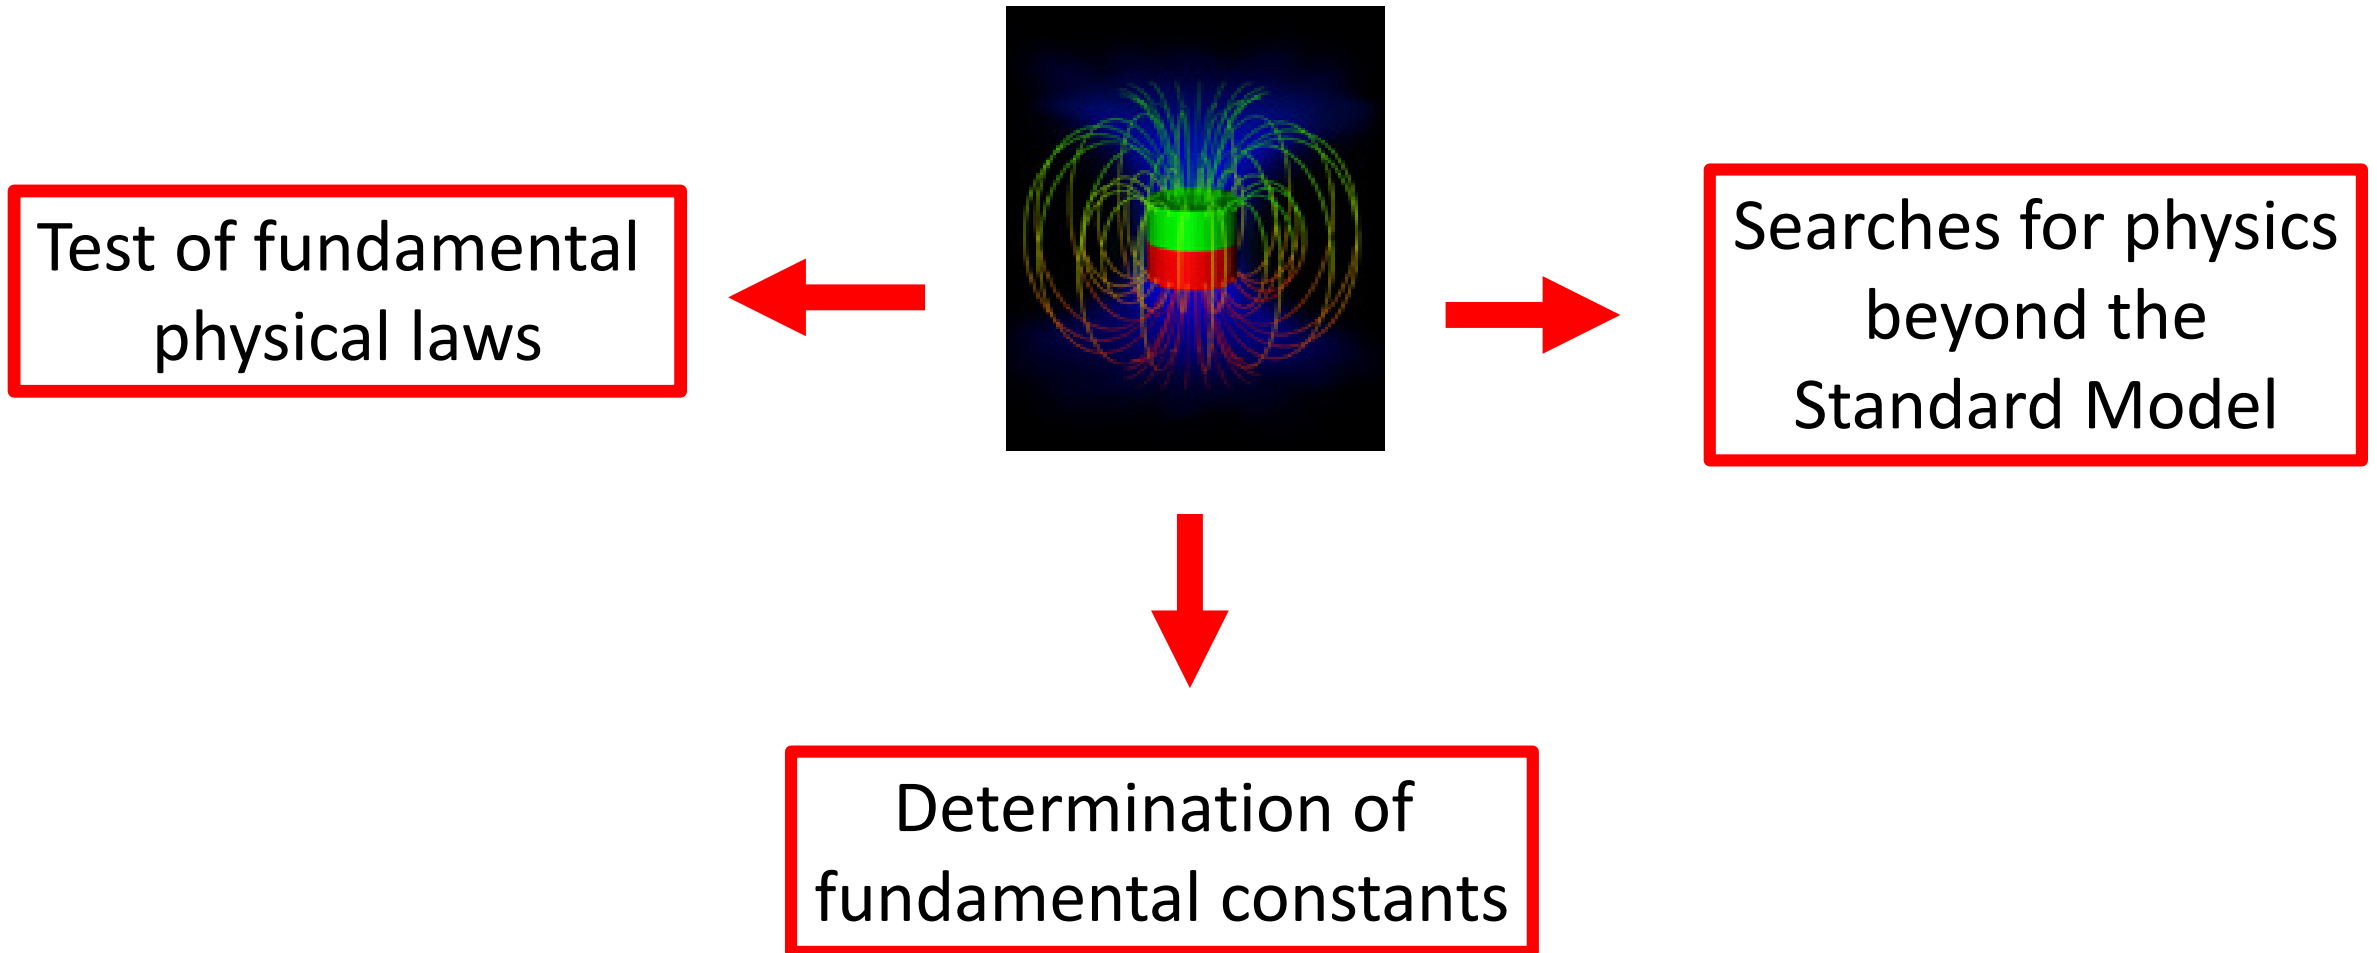 Test of fundamental
physical laws
Searches for physics
beyond the
Standard Model
Determination of
fundamental constants